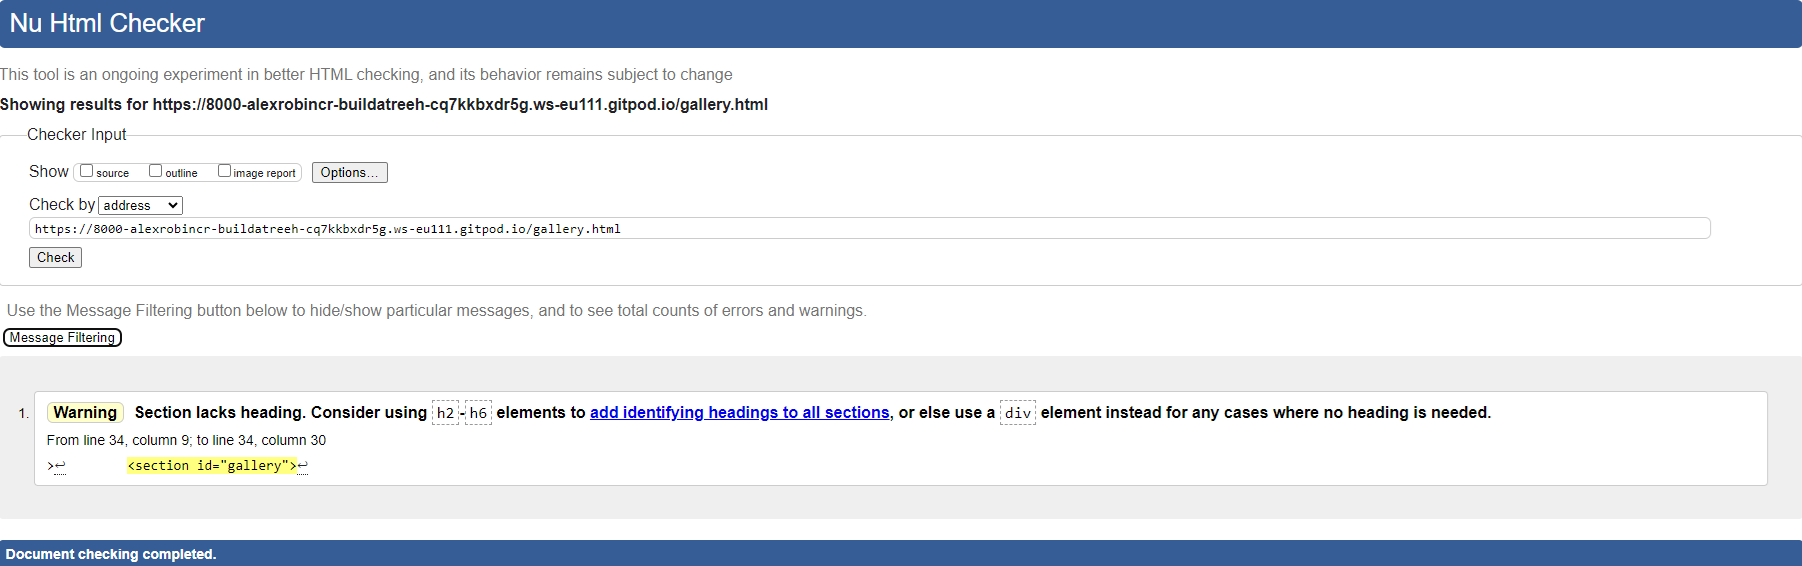 Nu Html Checker
This tool is an ongoing experiment in better HTML checking, and its behavior remains subject to change
Showing results for https://8000-alexrobincr-buildatreeh-cq7kkbxdr5g.ws-eu111.gitpod.io/gallery.html
Checker Input
Show source outline image report Options...
Check by address
https://8000-alexrobincr-buildatreeh-cq7kkbxdr5g.ws-eu111.gitpod.io/gallery.html
Check
Use the Message Filtering button below to hide/show particular messages, and to see total counts of errors and warnings.
Message Filtering
1. Warning Section lacks heading. Consider using h2-h6 elements to add identifying headings to all sections, or else use a div element instead for any cases where no heading is needed.
From line 34, column 9; to line 34, column 30
>↩ <section id="gallery">↩
Document checking completed.